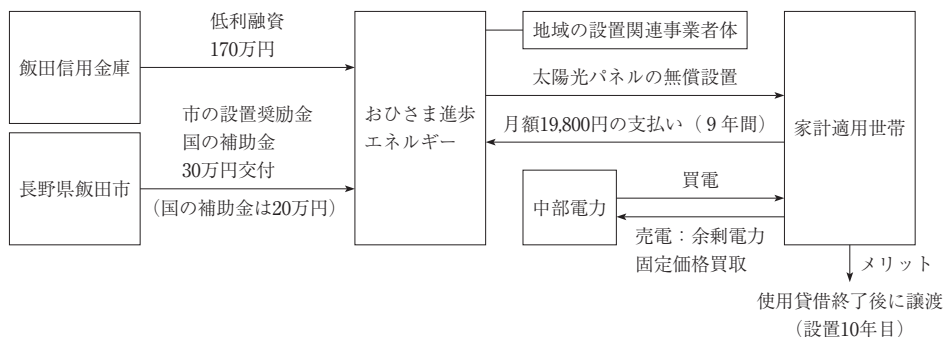 飯田信用金庫
低利融資
170万円
長野県飯田市
市の設置奨励金
国の補助金
30万円交付
（国の補助金は20万円）
おひさま進歩
エネルギー
地域の設置関連事業者体
太陽光パネルの無償設置
月額19,800円の支払い（９年間）
家計適用世帯
中部電力
買電
売電：余剰電力
固定価格買取
メリット
使用貸借終了後に譲渡
（設置10年目）